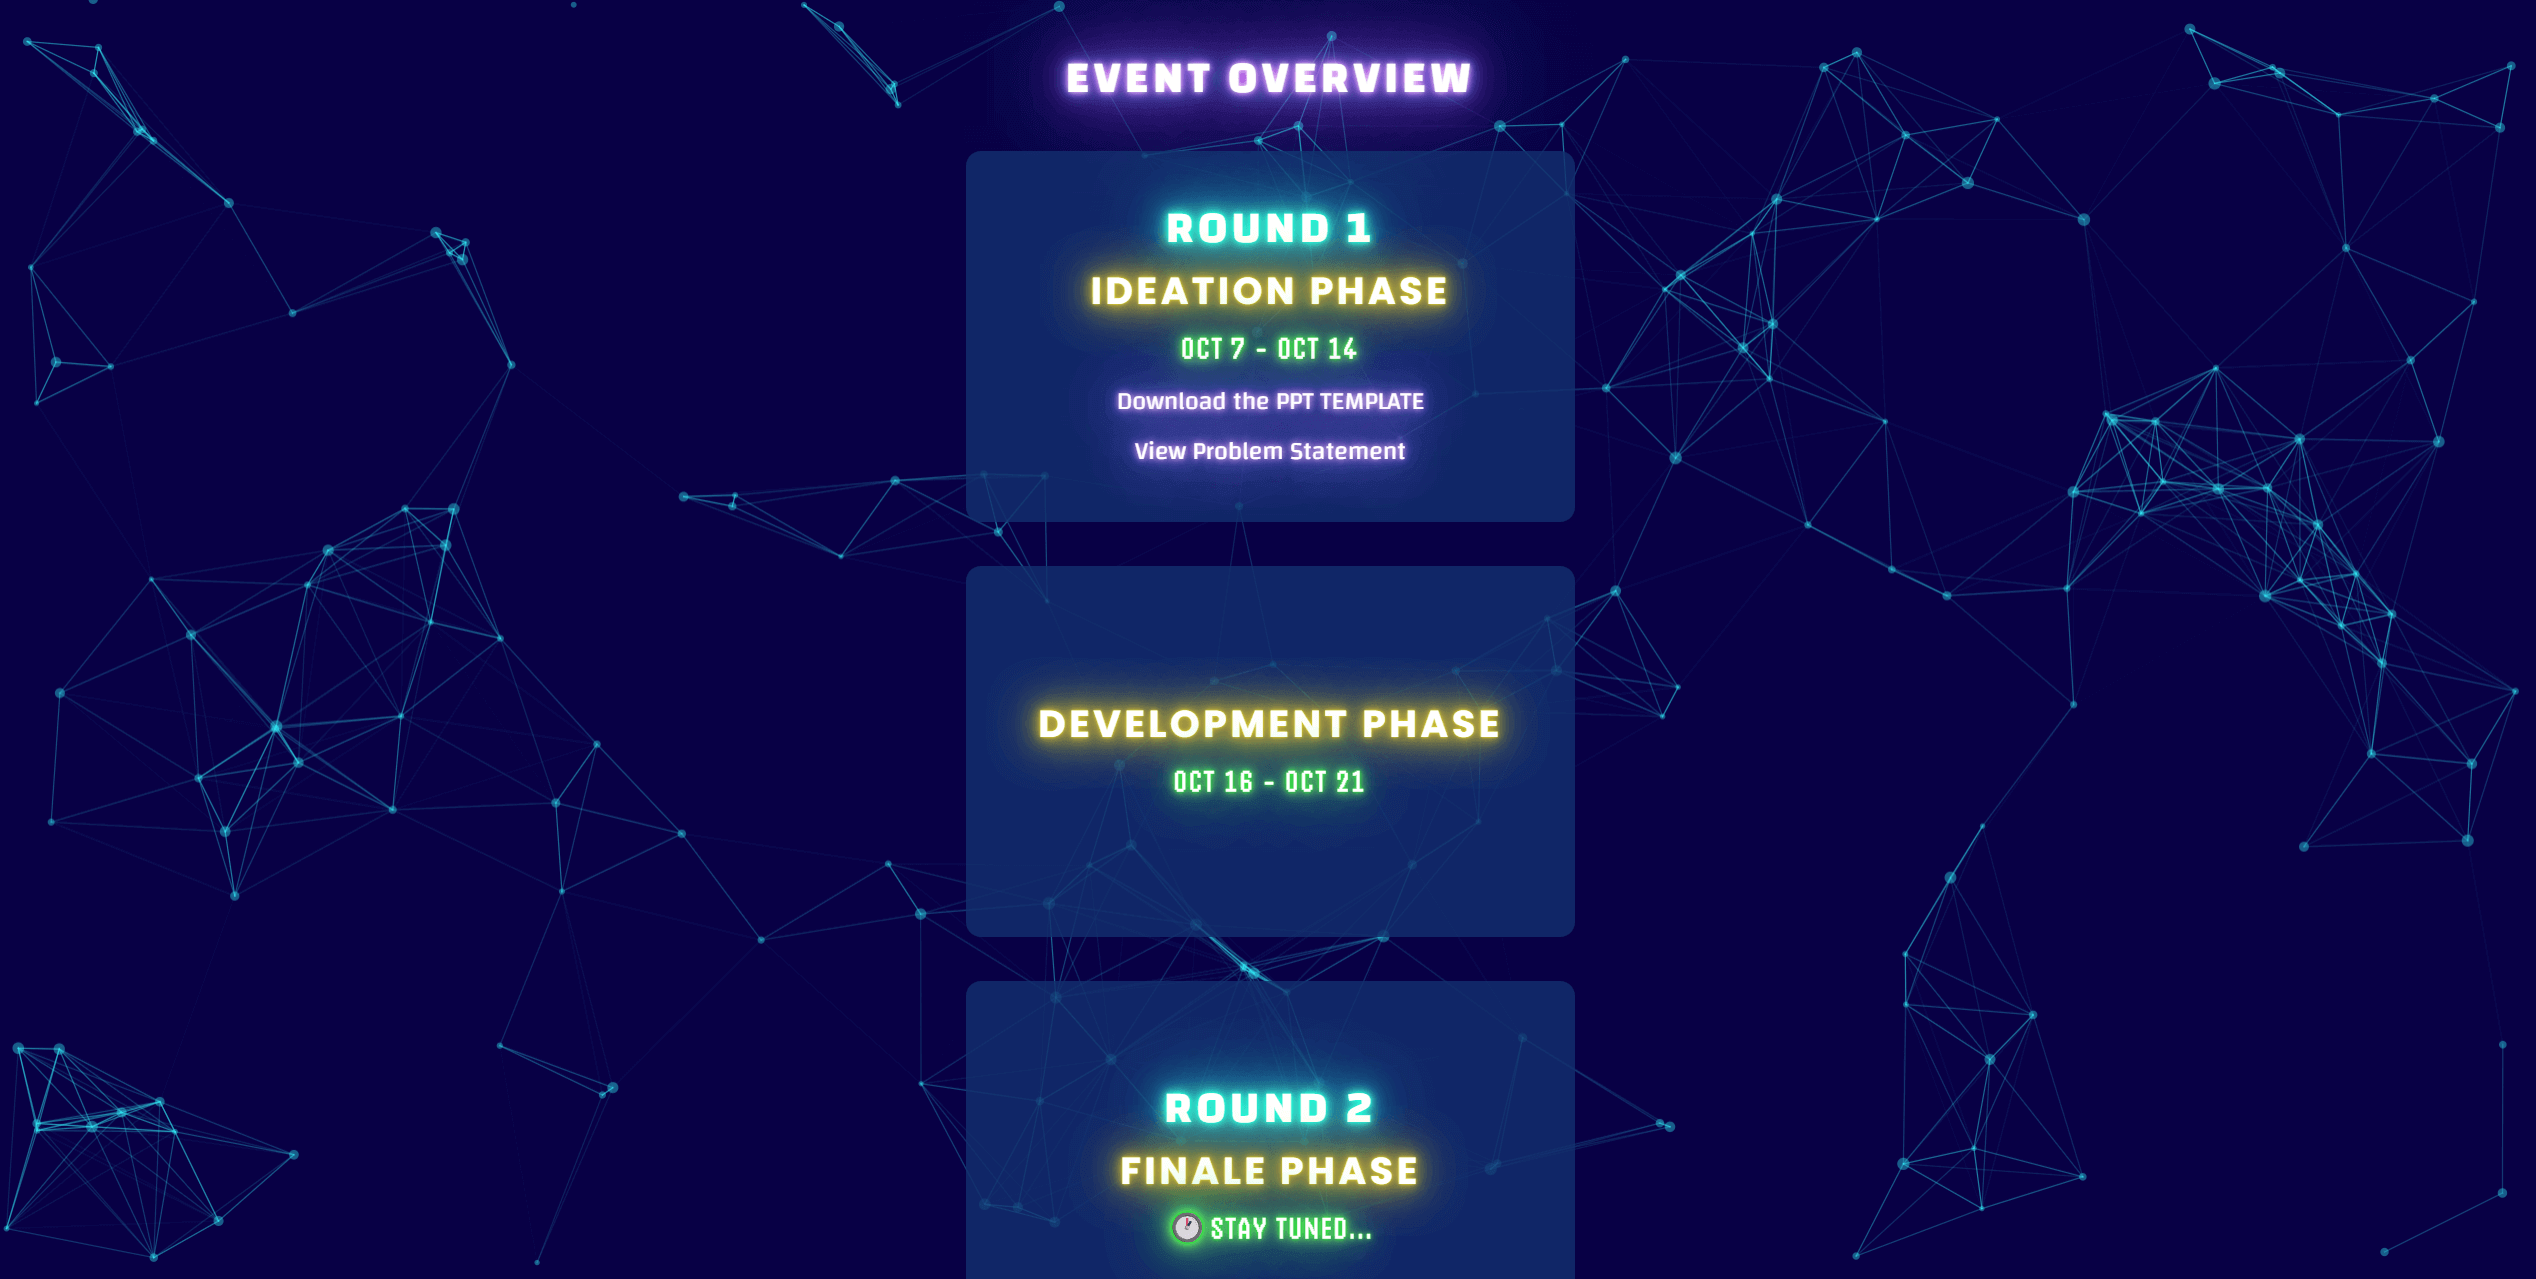 EVENT OVERVIEW
ROUND 1
IDEATION PHASE
OCT 7 - OCT 14
Download the PPT TEMPLATE
View Problem Statement
DEVELOPMENT PHASE
OCT 16 - OCT 21
ROUND 2
FINALE PHASE
STAY TUNED...